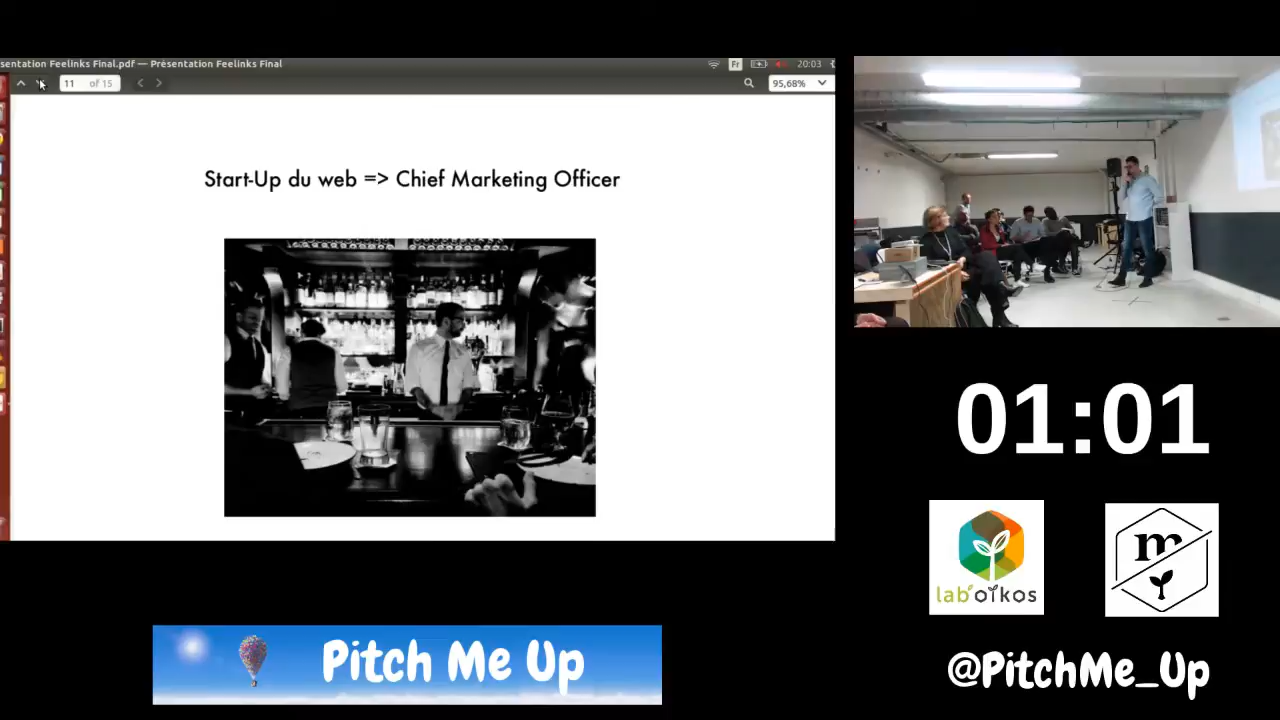 sentation Feelinks Final.pdf — Présentation Feelinks Final
Fr
20:03
11 of 15
95,68%
Start-Up du web => Chief Marketing Officer
01:01
lab'oïkos
m
Pitch Me Up
@PitchMe_Up